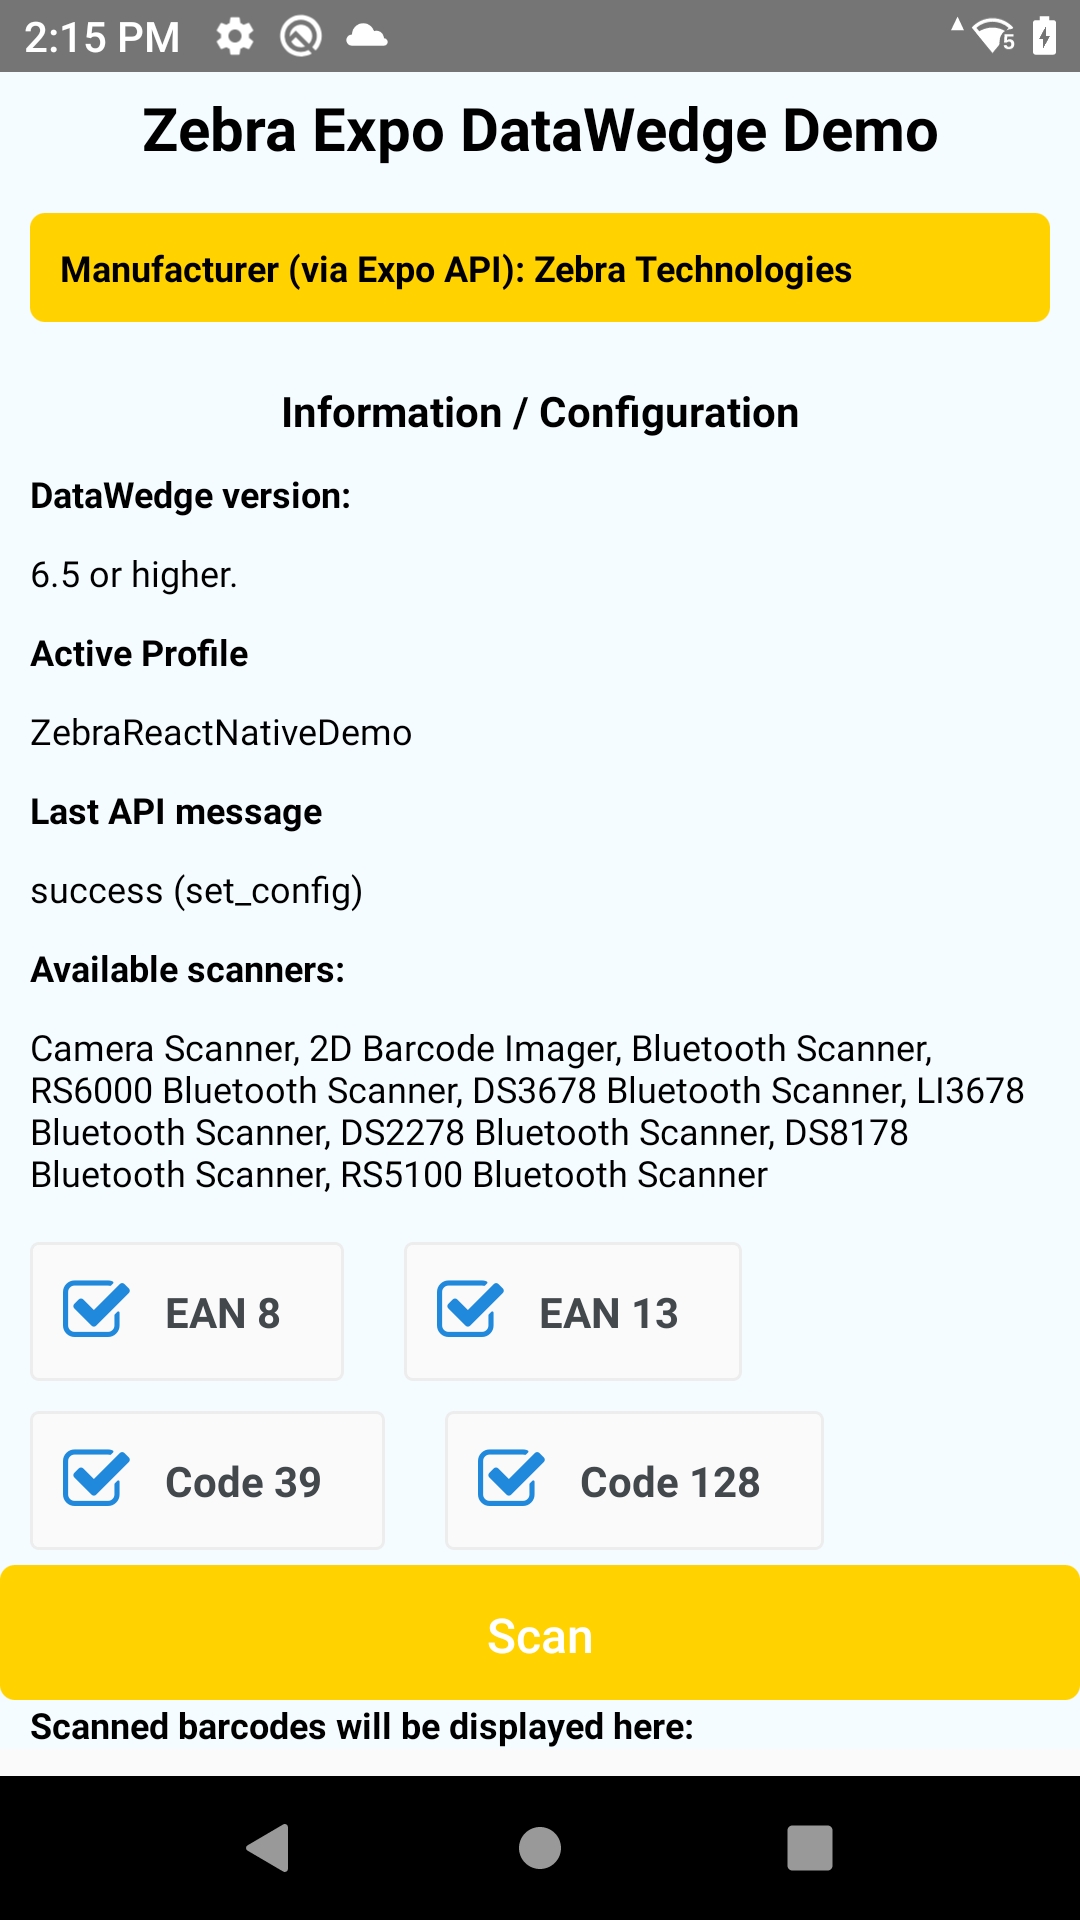 2:15 PM
5
Zebra Expo DataWedge Demo
Manufacturer (via Expo API): Zebra Technologies
Information / Configuration
DataWedge version:
6.5 or higher.
Active Profile
ZebraReactNativeDemo
Last API message
success (set_config)
Available scanners:
Camera Scanner, 2D Barcode Imager, Bluetooth Scanner,
RS6000 Bluetooth Scanner, DS3678 Bluetooth Scanner, LI3678
Bluetooth Scanner, DS2278 Bluetooth Scanner, DS8178
Bluetooth Scanner, RS5100 Bluetooth Scanner
EAN 8
EAN 13
Code 39
Code 128
Scan
Scanned barcodes will be displayed here: